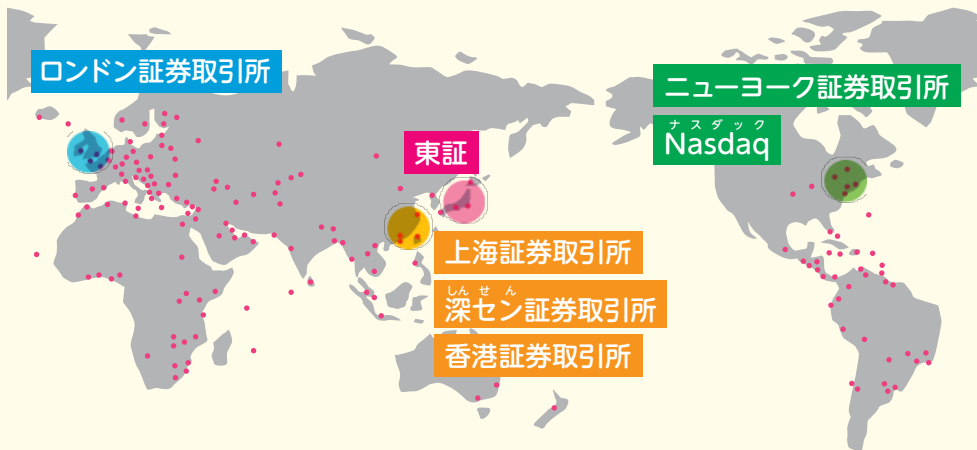 ロンドン証券取引所
ニューヨーク証券取引所
ナスダック
Nasdaq
東証
上海証券取引所
しんせん
深セン証券取引所
香港証券取引所